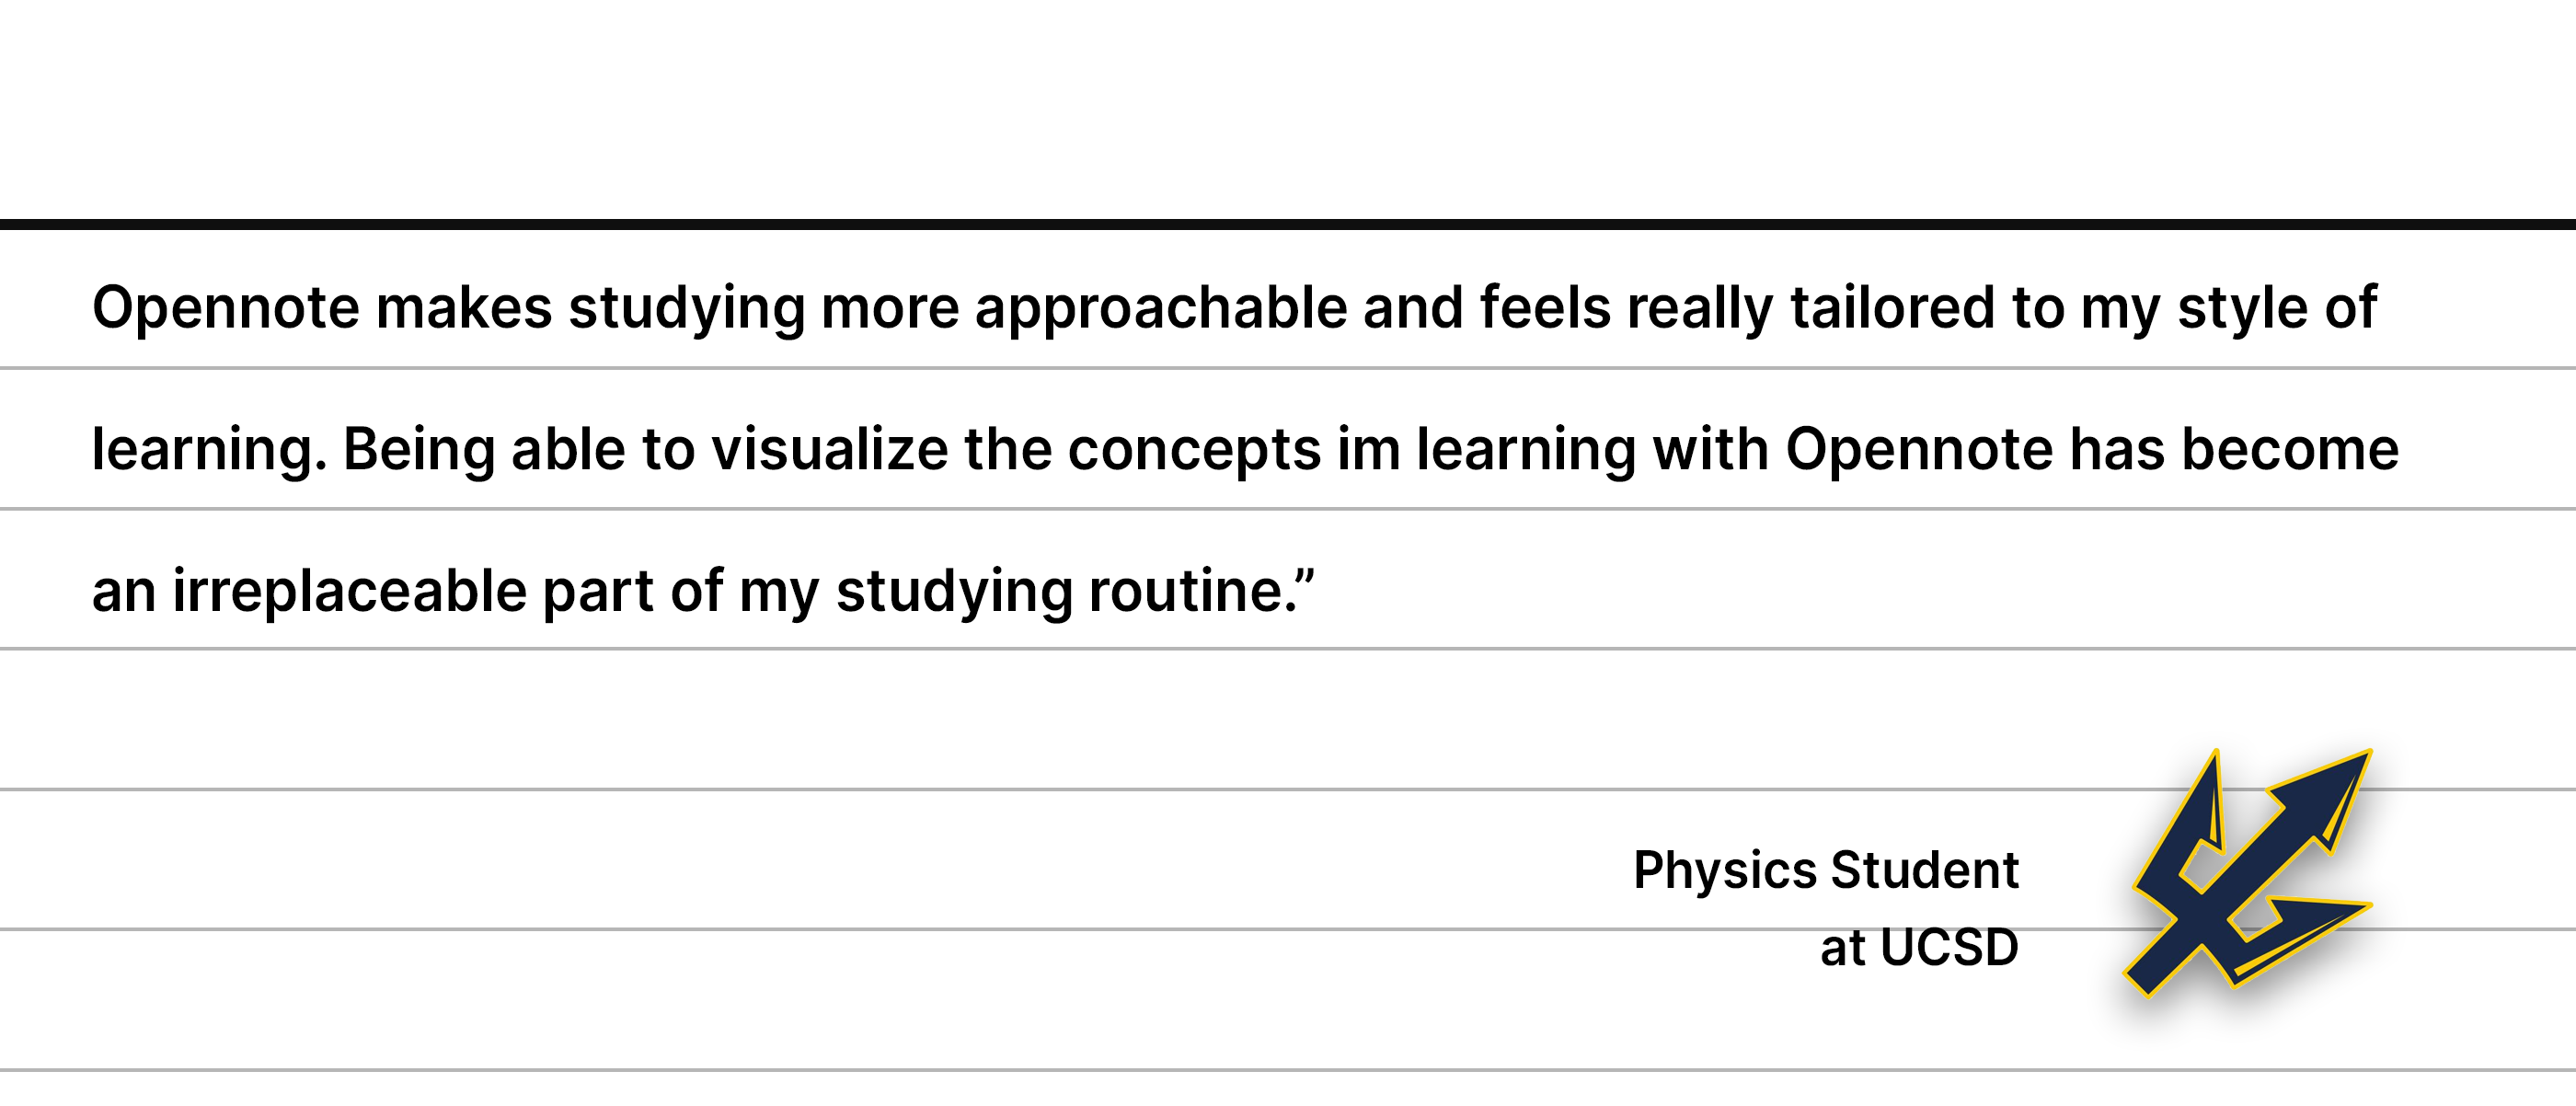 Opennote makes studying more approachable and feels really tailored to my style of
learning. Being able to visualize the concepts im learning with Opennote has become
an irreplaceable part of my studying routine.”
Physics Student
at UCSD